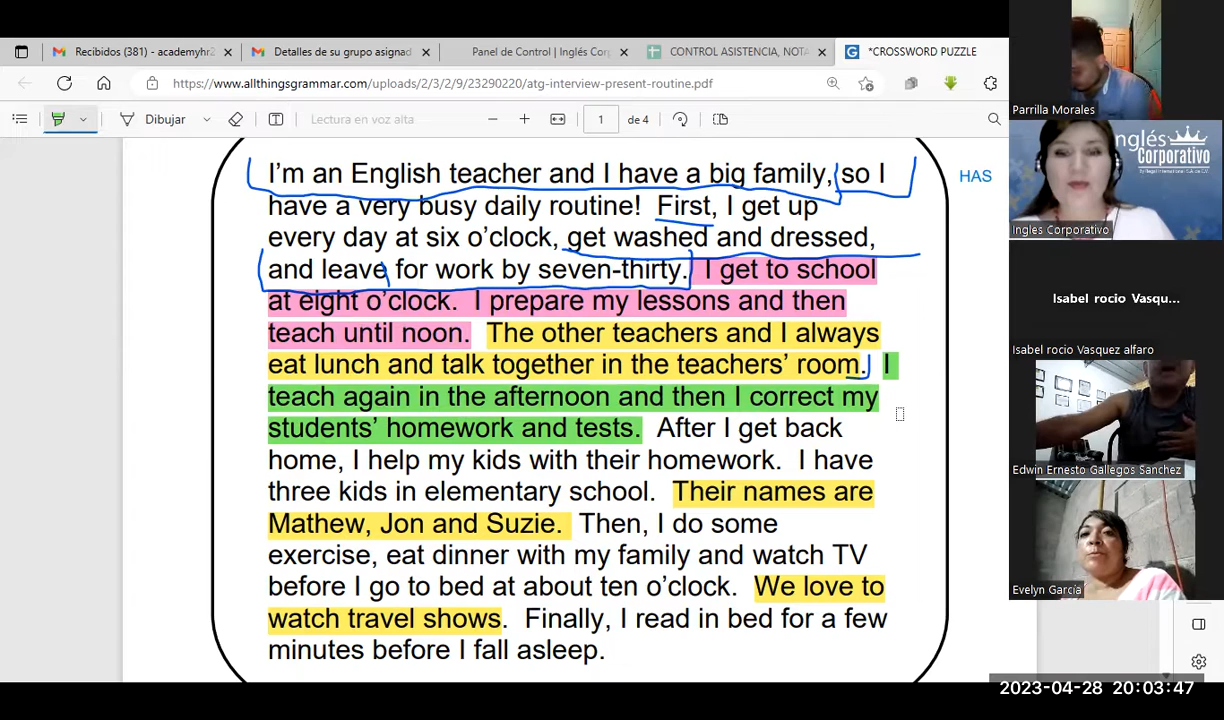 Recibidos (381) - academyhr2
Detalles de su grupo asignad
Panel de Control | Inglés Corp
CONTROL ASISTENCIA, NOTA
*CROSSWORD PUZZLE
https://www.allthingsgrammar.com/uploads/2/3/2/9/23290220/atg-interview-present-routine.pdf
Dibujar
Lectura en voz alta
1
de 4
I'm an English teacher and I have a big family, so I
HAS
have a very busy daily routine! First, I get up
every day at six o'clock, get washed and dressed,
and leave for work by seven-thirty. I get to school
at eight o'clock. I prepare my lessons and then
teach until noon. The other teachers and I always
eat lunch and talk together in the teachers' room. I
teach again in the afternoon and then I correct my
students' homework and tests. After I get back
home, I help my kids with their homework. I have
three kids in elementary school. Their names are
Mathew, Jon and Suzie. Then, I do some
exercise, eat dinner with my family and watch TV
before I go to bed at about ten o'clock. We love to
watch travel shows. Finally, I read in bed for a few
minutes before I fall asleep.
Parrilla Morales
Inglés
Corporativo
Ingles Corporativo
Isabel rocio Vasqu...
Isabel rocio Vasquez alfaro
Edwin Ernesto Gallegos Sanchez
Evelyn García
2023-04-28 20:03:47